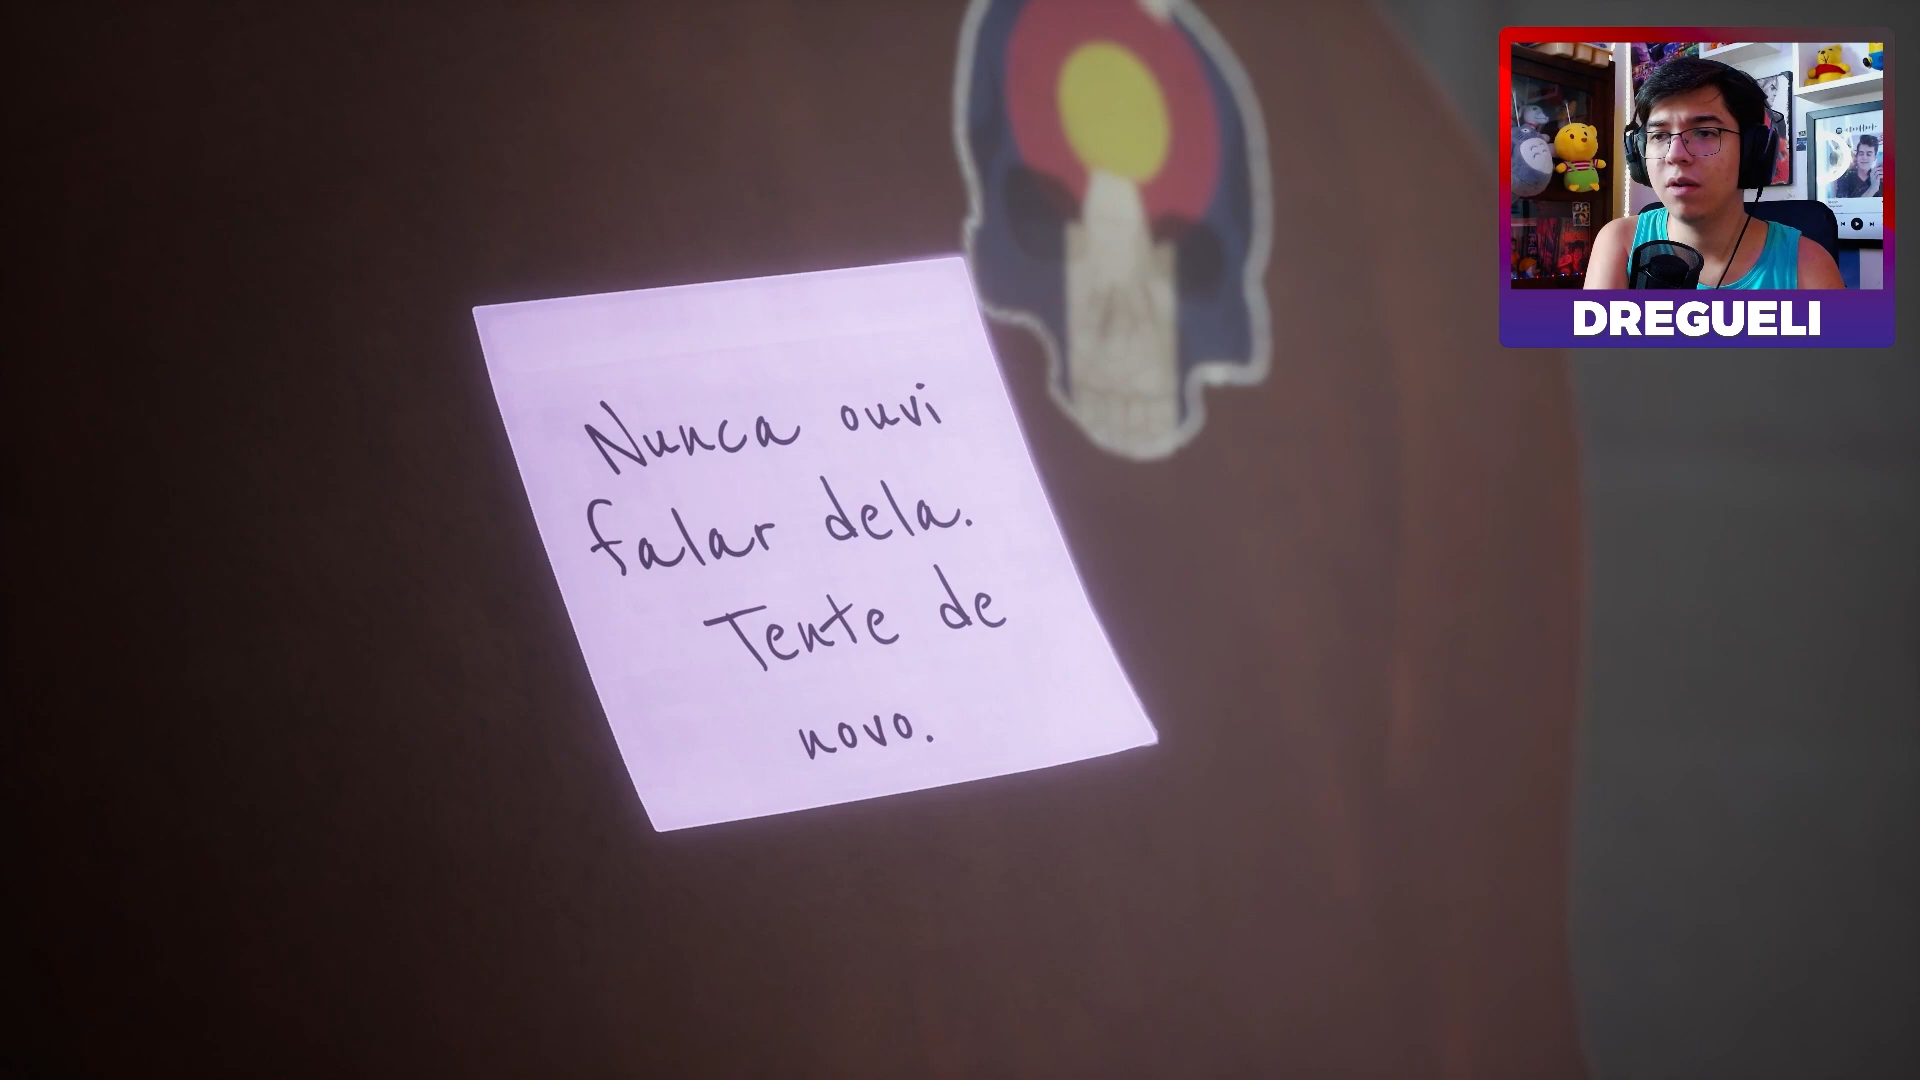 Nunca ouvi
falar dela.
Tente de
novo.
DREGUELI